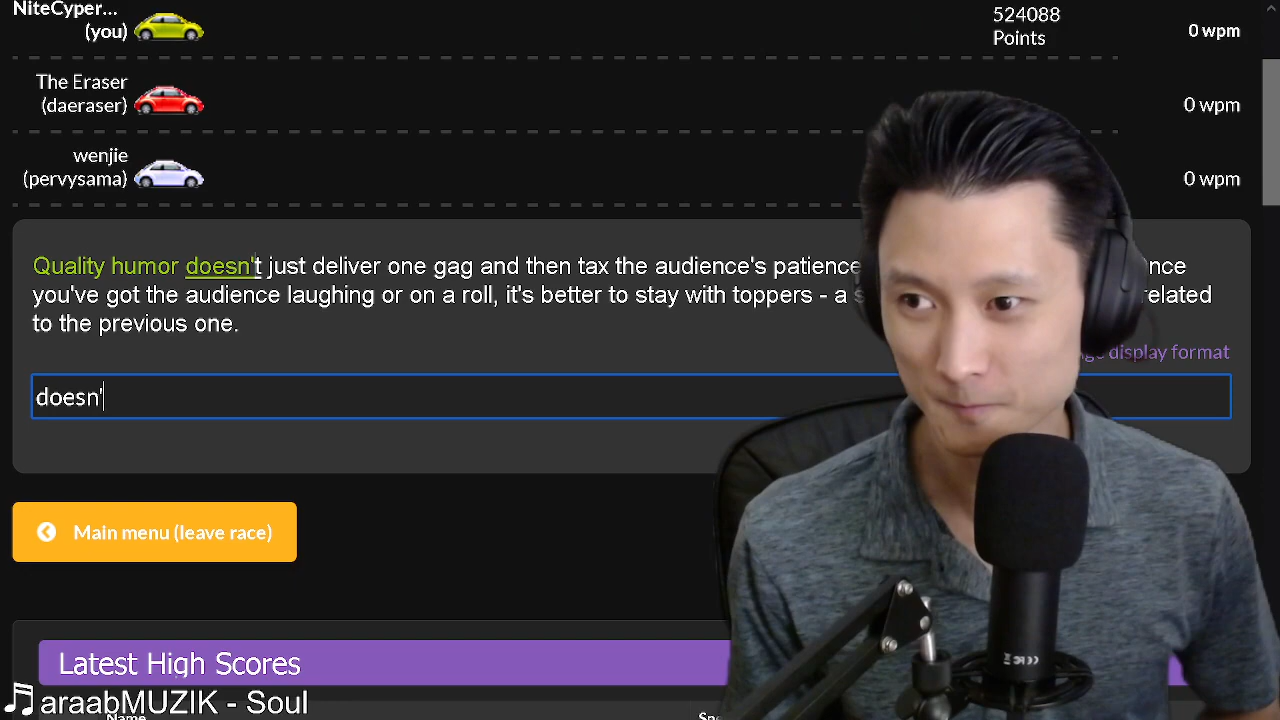 NiteCyper...
(you)
524088
Points
0 wpm
The Eraser
(daeraser)
0 wpm
wenjie
(pervysama)
0 wpm
Quality humor doesn't just deliver one gag and then tax the audience's patience
you've got the audience laughing or on a roll, it's better to stay with toppers - a related
to the previous one.
display format
doesn'
Main menu (leave race)
Latest High Scores
araabMUZIK - Soul
Name